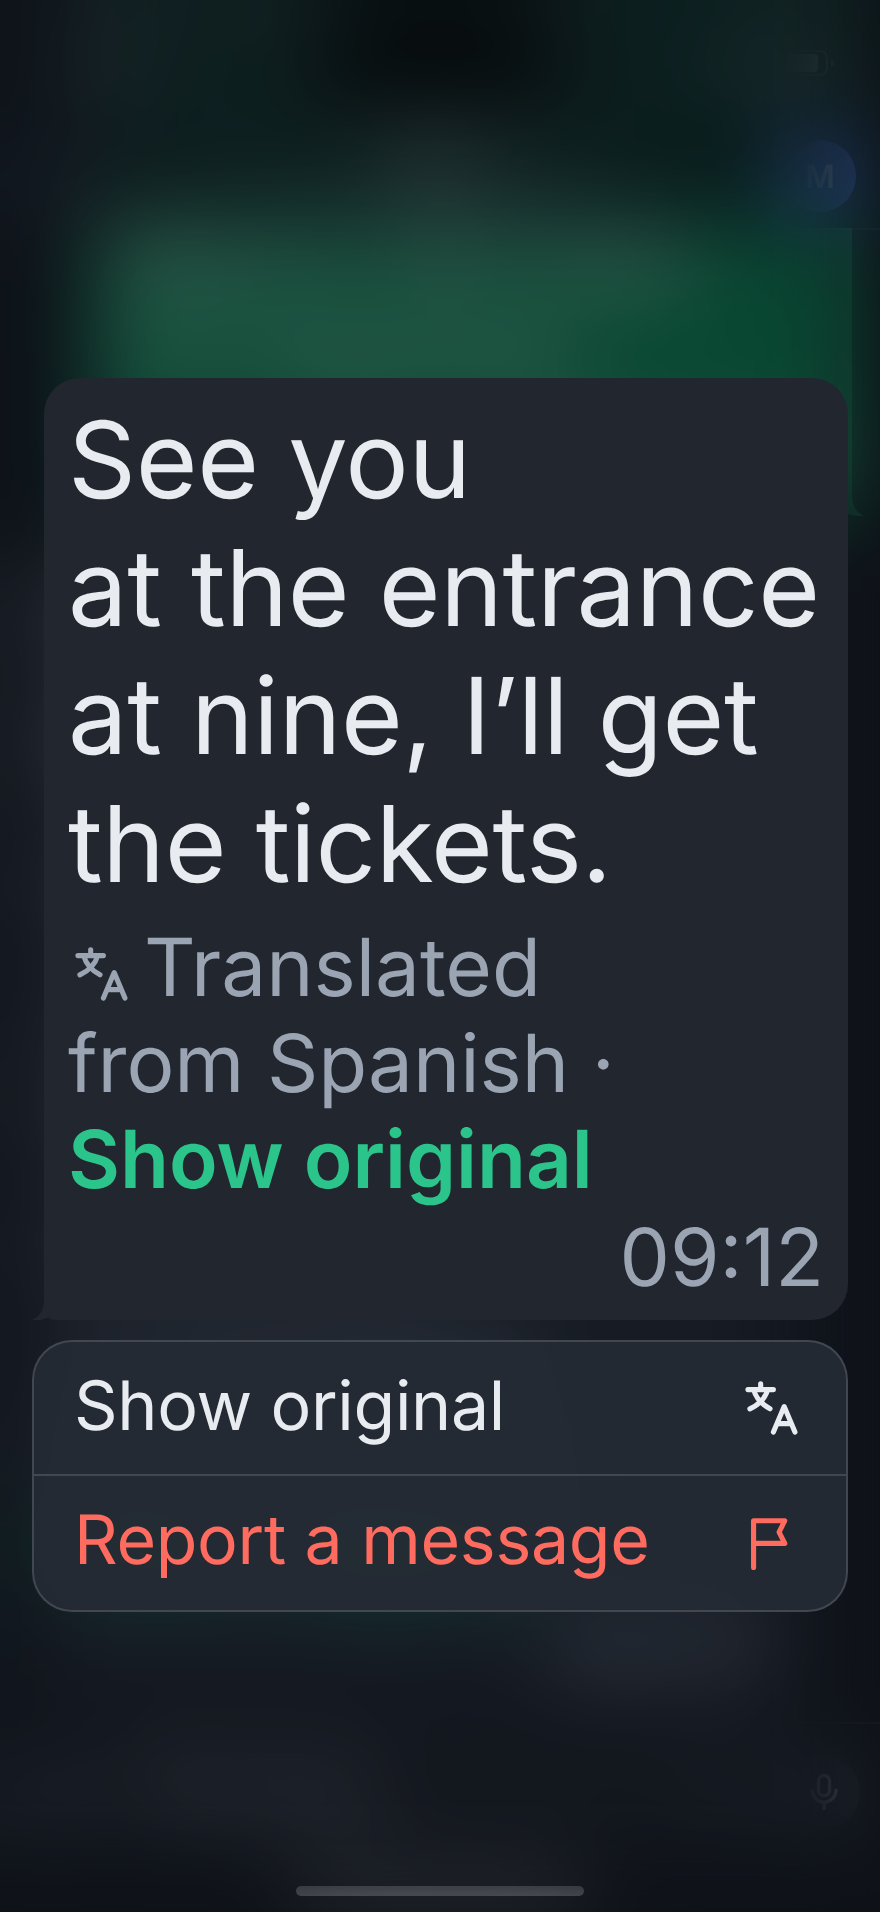 M
See you
at the entrance
at nine, I’ll get
the tickets.
Translated
from Spanish ·
Show original
09:12
Show original
Report a message